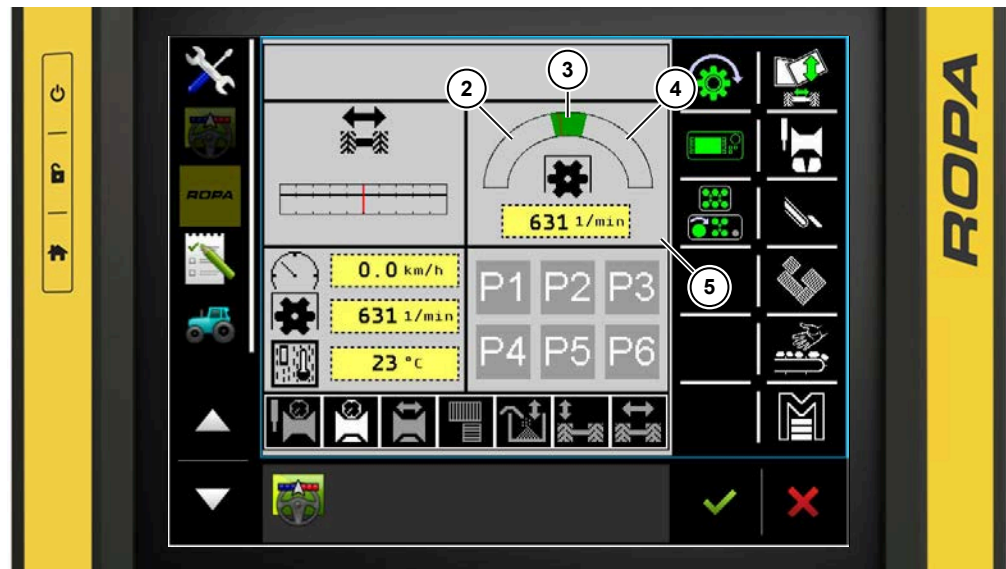 2
3
4
ROPA
ROPA
631 1/min
0.0 km/h
5
631 1/min
P1 P2 P3
23 °C
P4 P5 P6